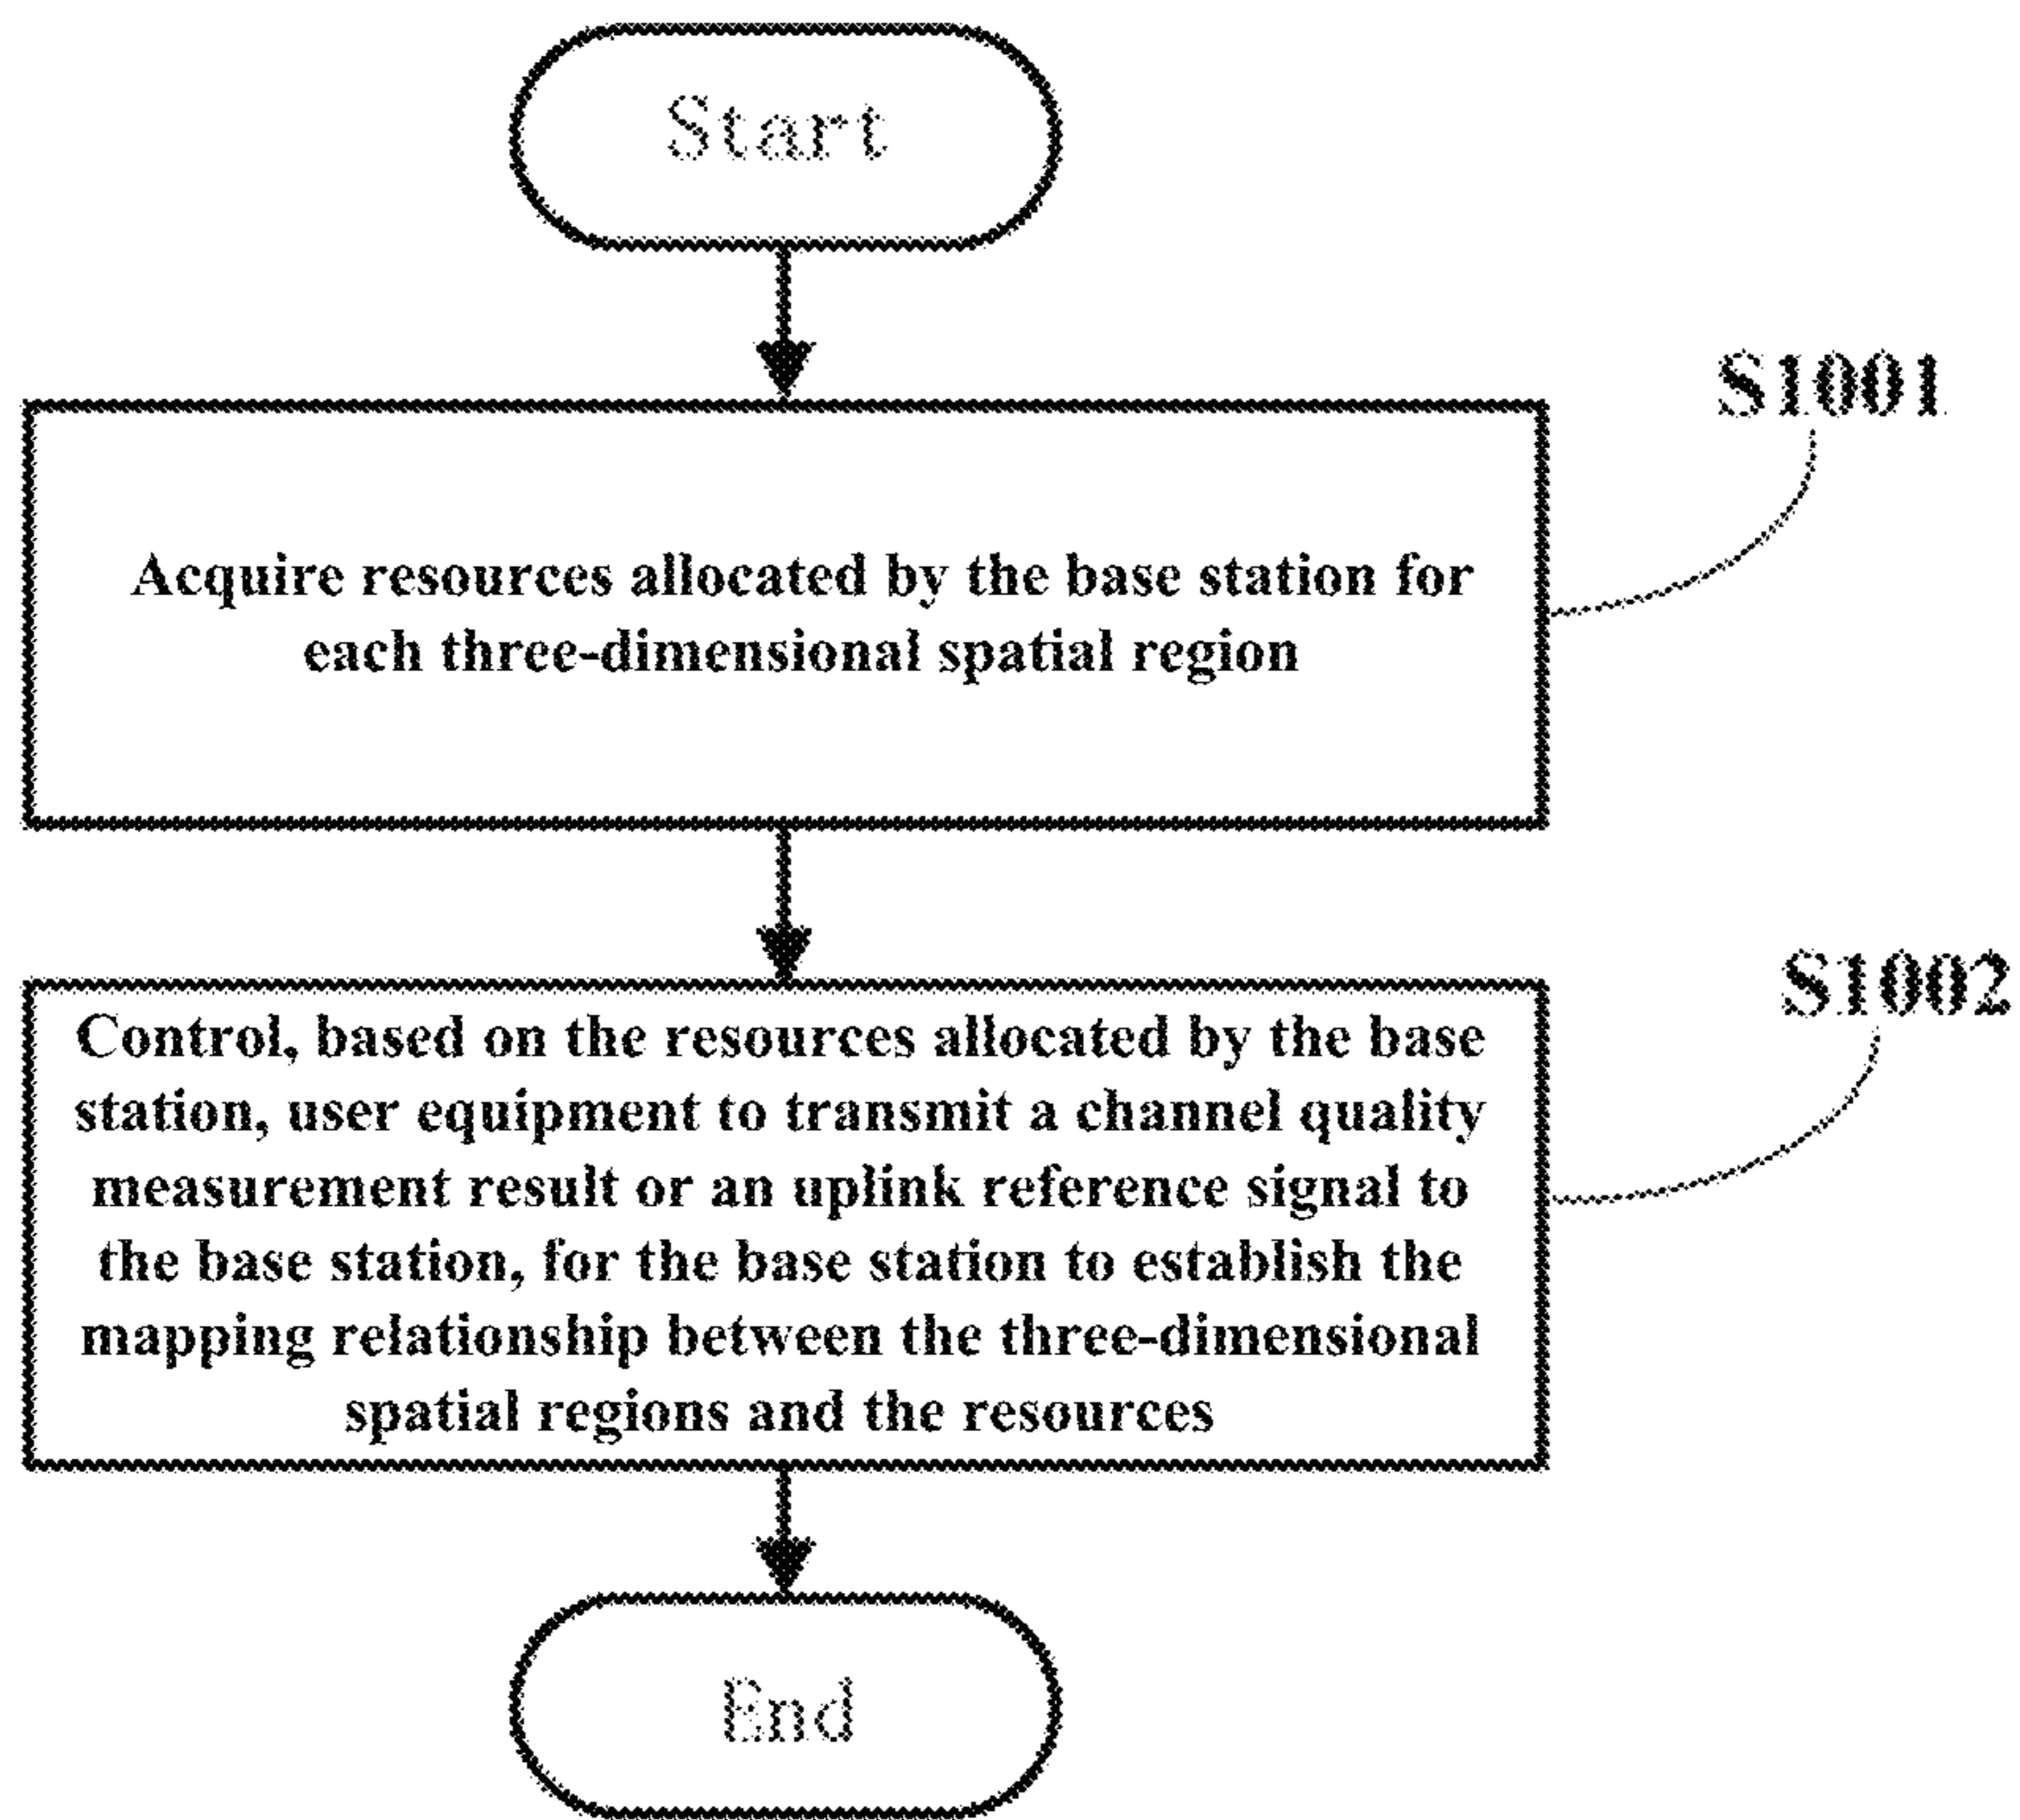 Start
S1001
Acquire resources allocated by the base station for
each three-dimensional spatial region
S1002
Control, based on the resources allocated by the base
station, user equipment to transmit a channel quality
measurement result or an uplink reference signal to
the base station, for the base station to establish the
mapping relationship between the three-dimensional
spatial regions and the resources
End